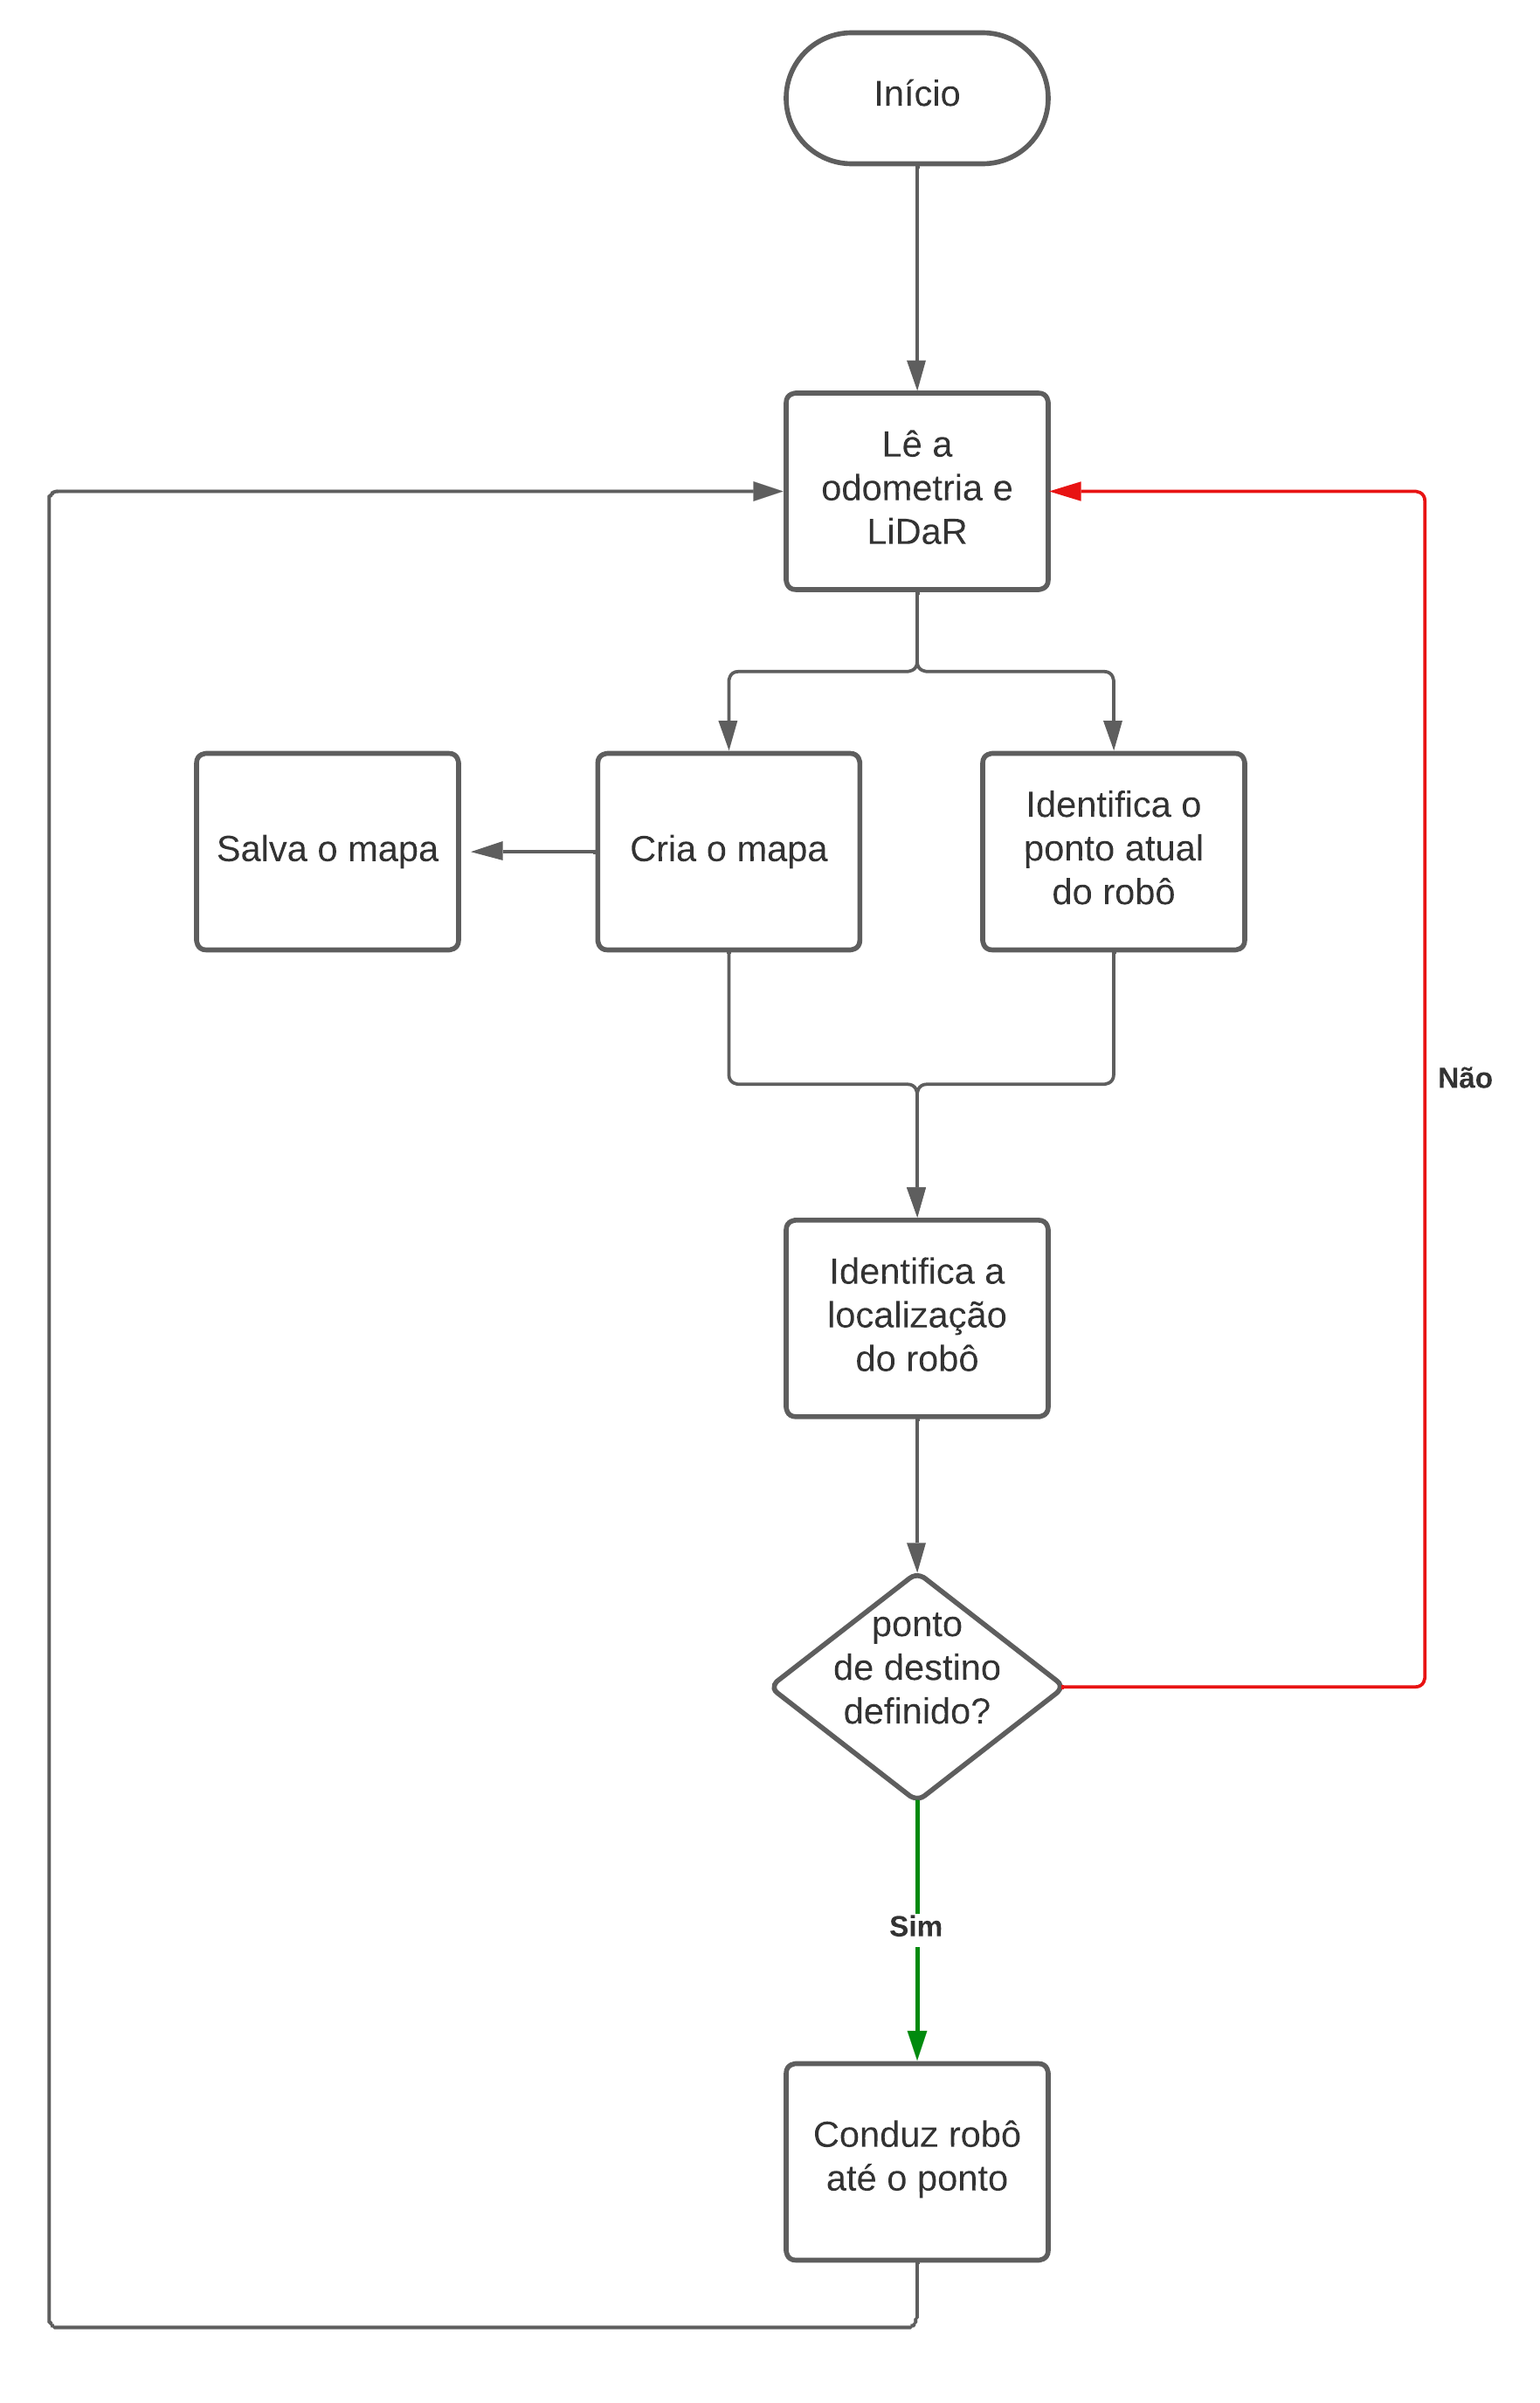 Início
Lê a
odometria e
LiDaR
Salva o mapa
Cria o mapa
Identifica o
ponto atual
do robô
Não
Identifica a
localização
do robô
ponto
de destino
definido?
Sim
Conduz robô
até o ponto